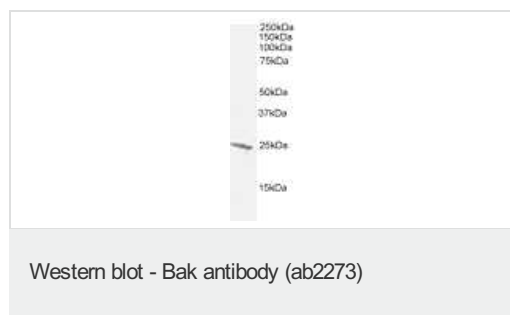 250kDa
150kDa
100kDa
75kDa
50kDa
37kDa
25kDa
15kDa
Western blot - Bak antibody (ab2273)